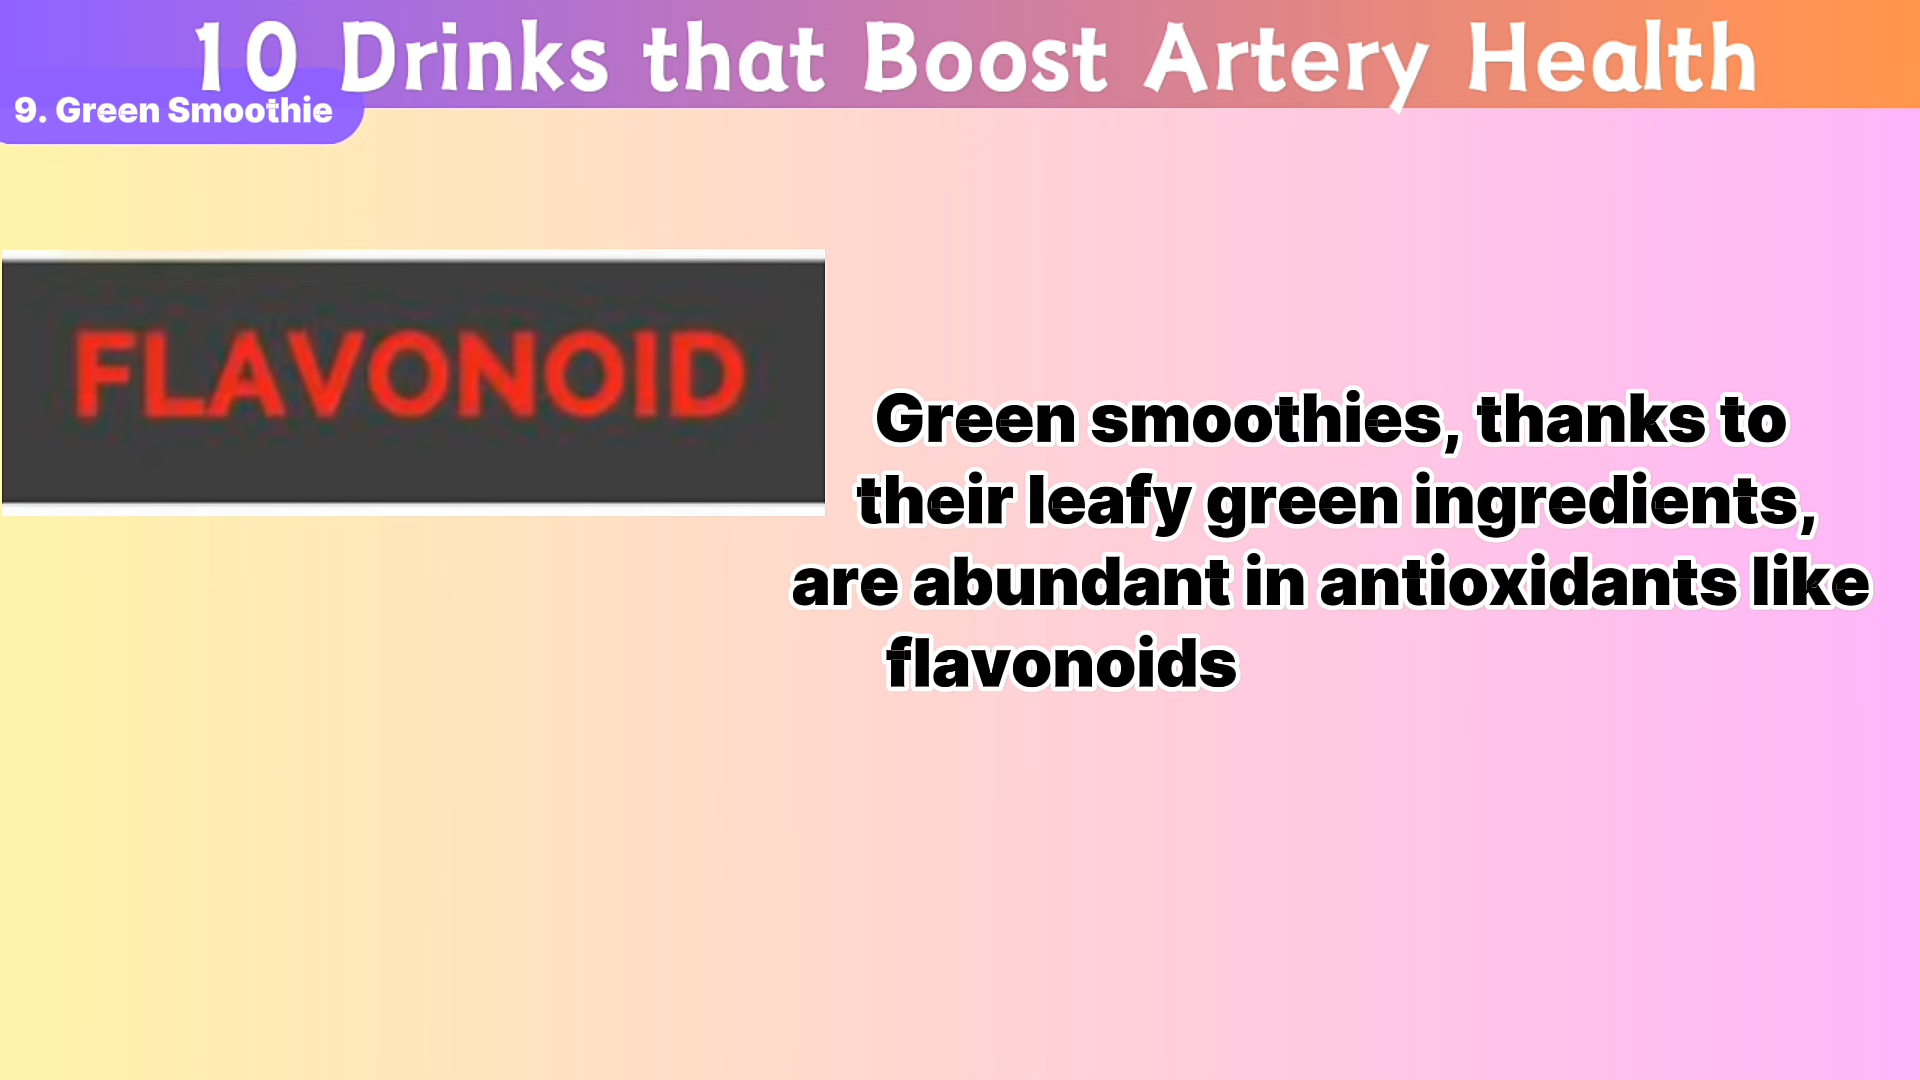 10 Drinks that Boost Artery Health
9. Green Smoothie
FLAVONOID
Green smoothies, thanks to
their leafy green ingredients,
are abundant in antioxidants like
flavonoids